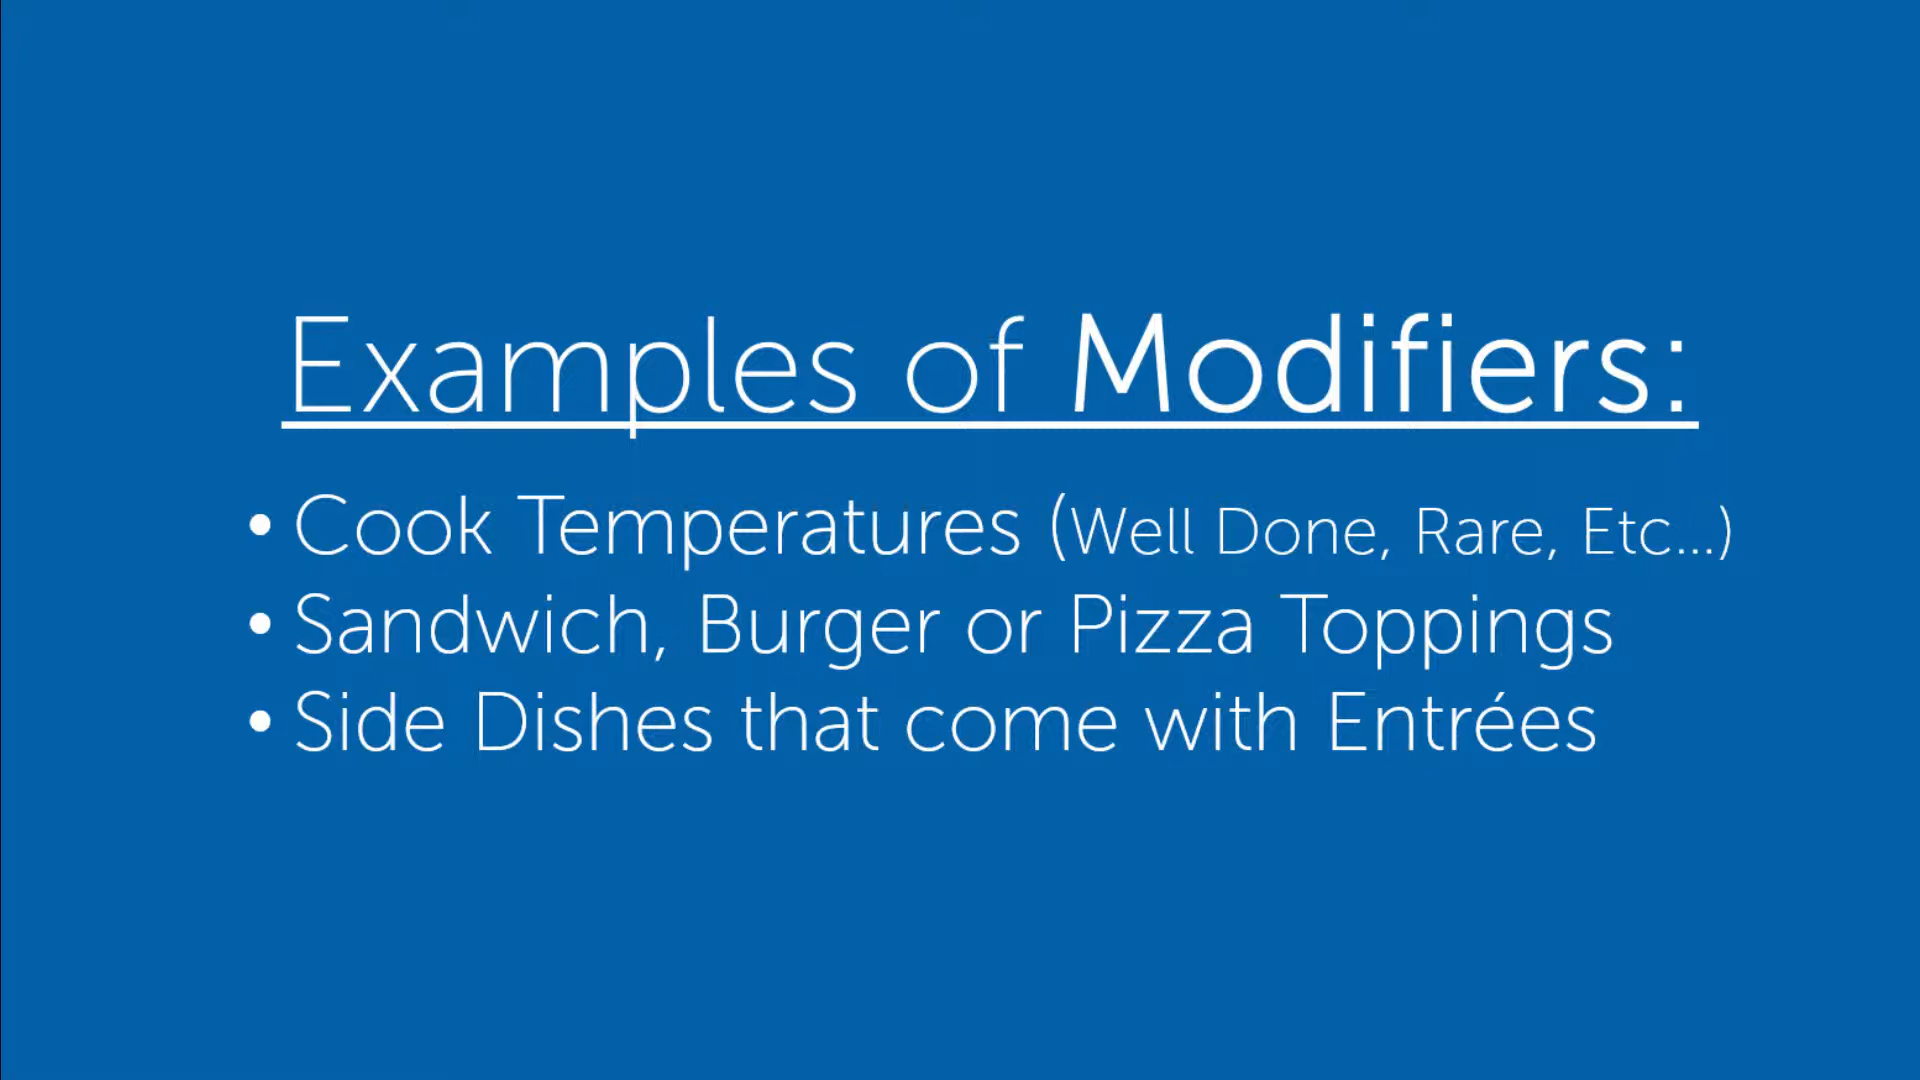 Examples of Modifiers:
• Cook Temperatures (Well Done, Rare, Etc...)
• Sandwich, Burger or Pizza Toppings
• Side Dishes that come with Entrées